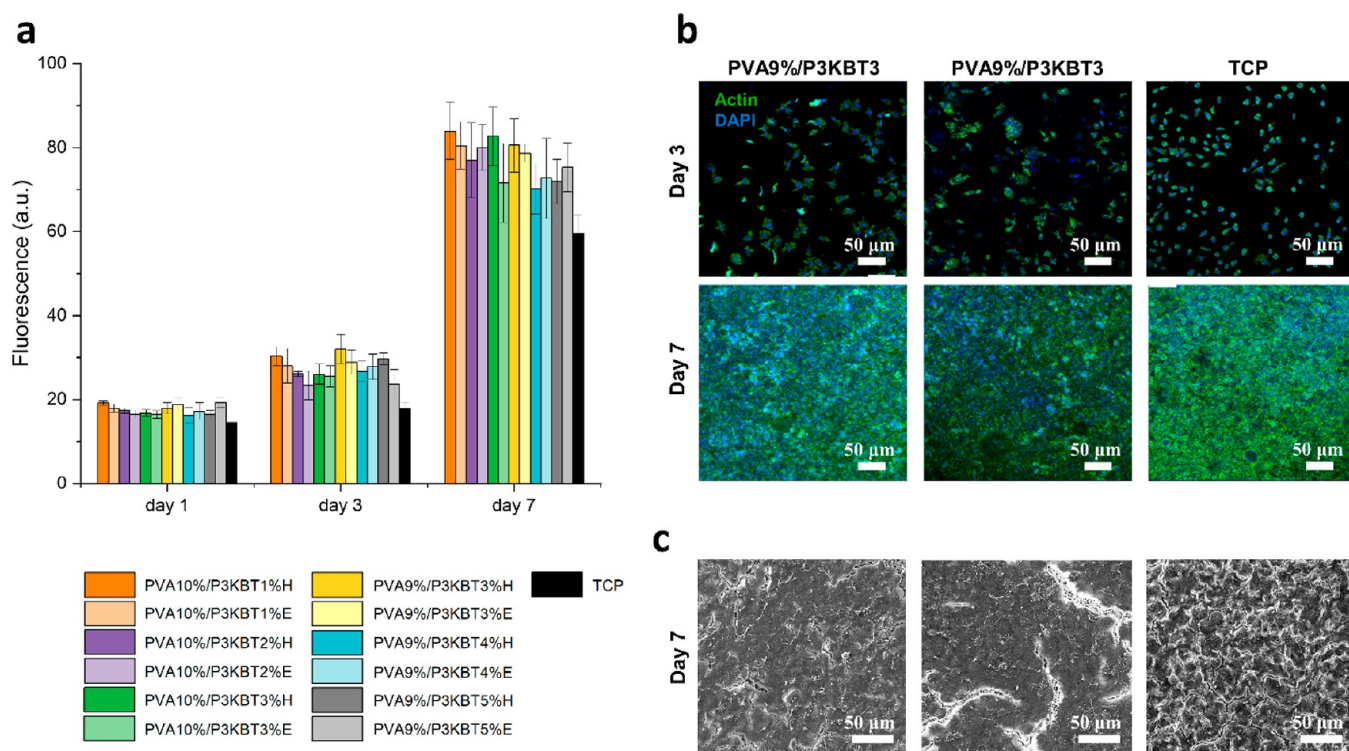 a
100
80
60
40
20
0
Fluorescence (a.u.)
day 1
day 3
day 7
PVA10%/P3KBT1%H
PVA10%/P3KBT1%E
PVA10%/P3KBT2%H
PVA10%/P3KBT2%E
PVA10%/P3KBT3%H
PVA10%/P3KBT3%E
PVA9%/P3KBT3%H
PVA9%/P3KBT3%E
PVA9%/P3KBT4%H
PVA9%/P3KBT4%E
PVA9%/P3KBT5%H
PVA9%/P3KBT5%E
TCP
b
PVA9%/P3KBT3
PVA9%/P3KBT3
TCP
Day 3
Actin
DAPI
50 µm
50 µm
50 µm
Day 7
50 µm
50 µm
50 µm
c
Day 7
50 µm
50 µm
50 µm